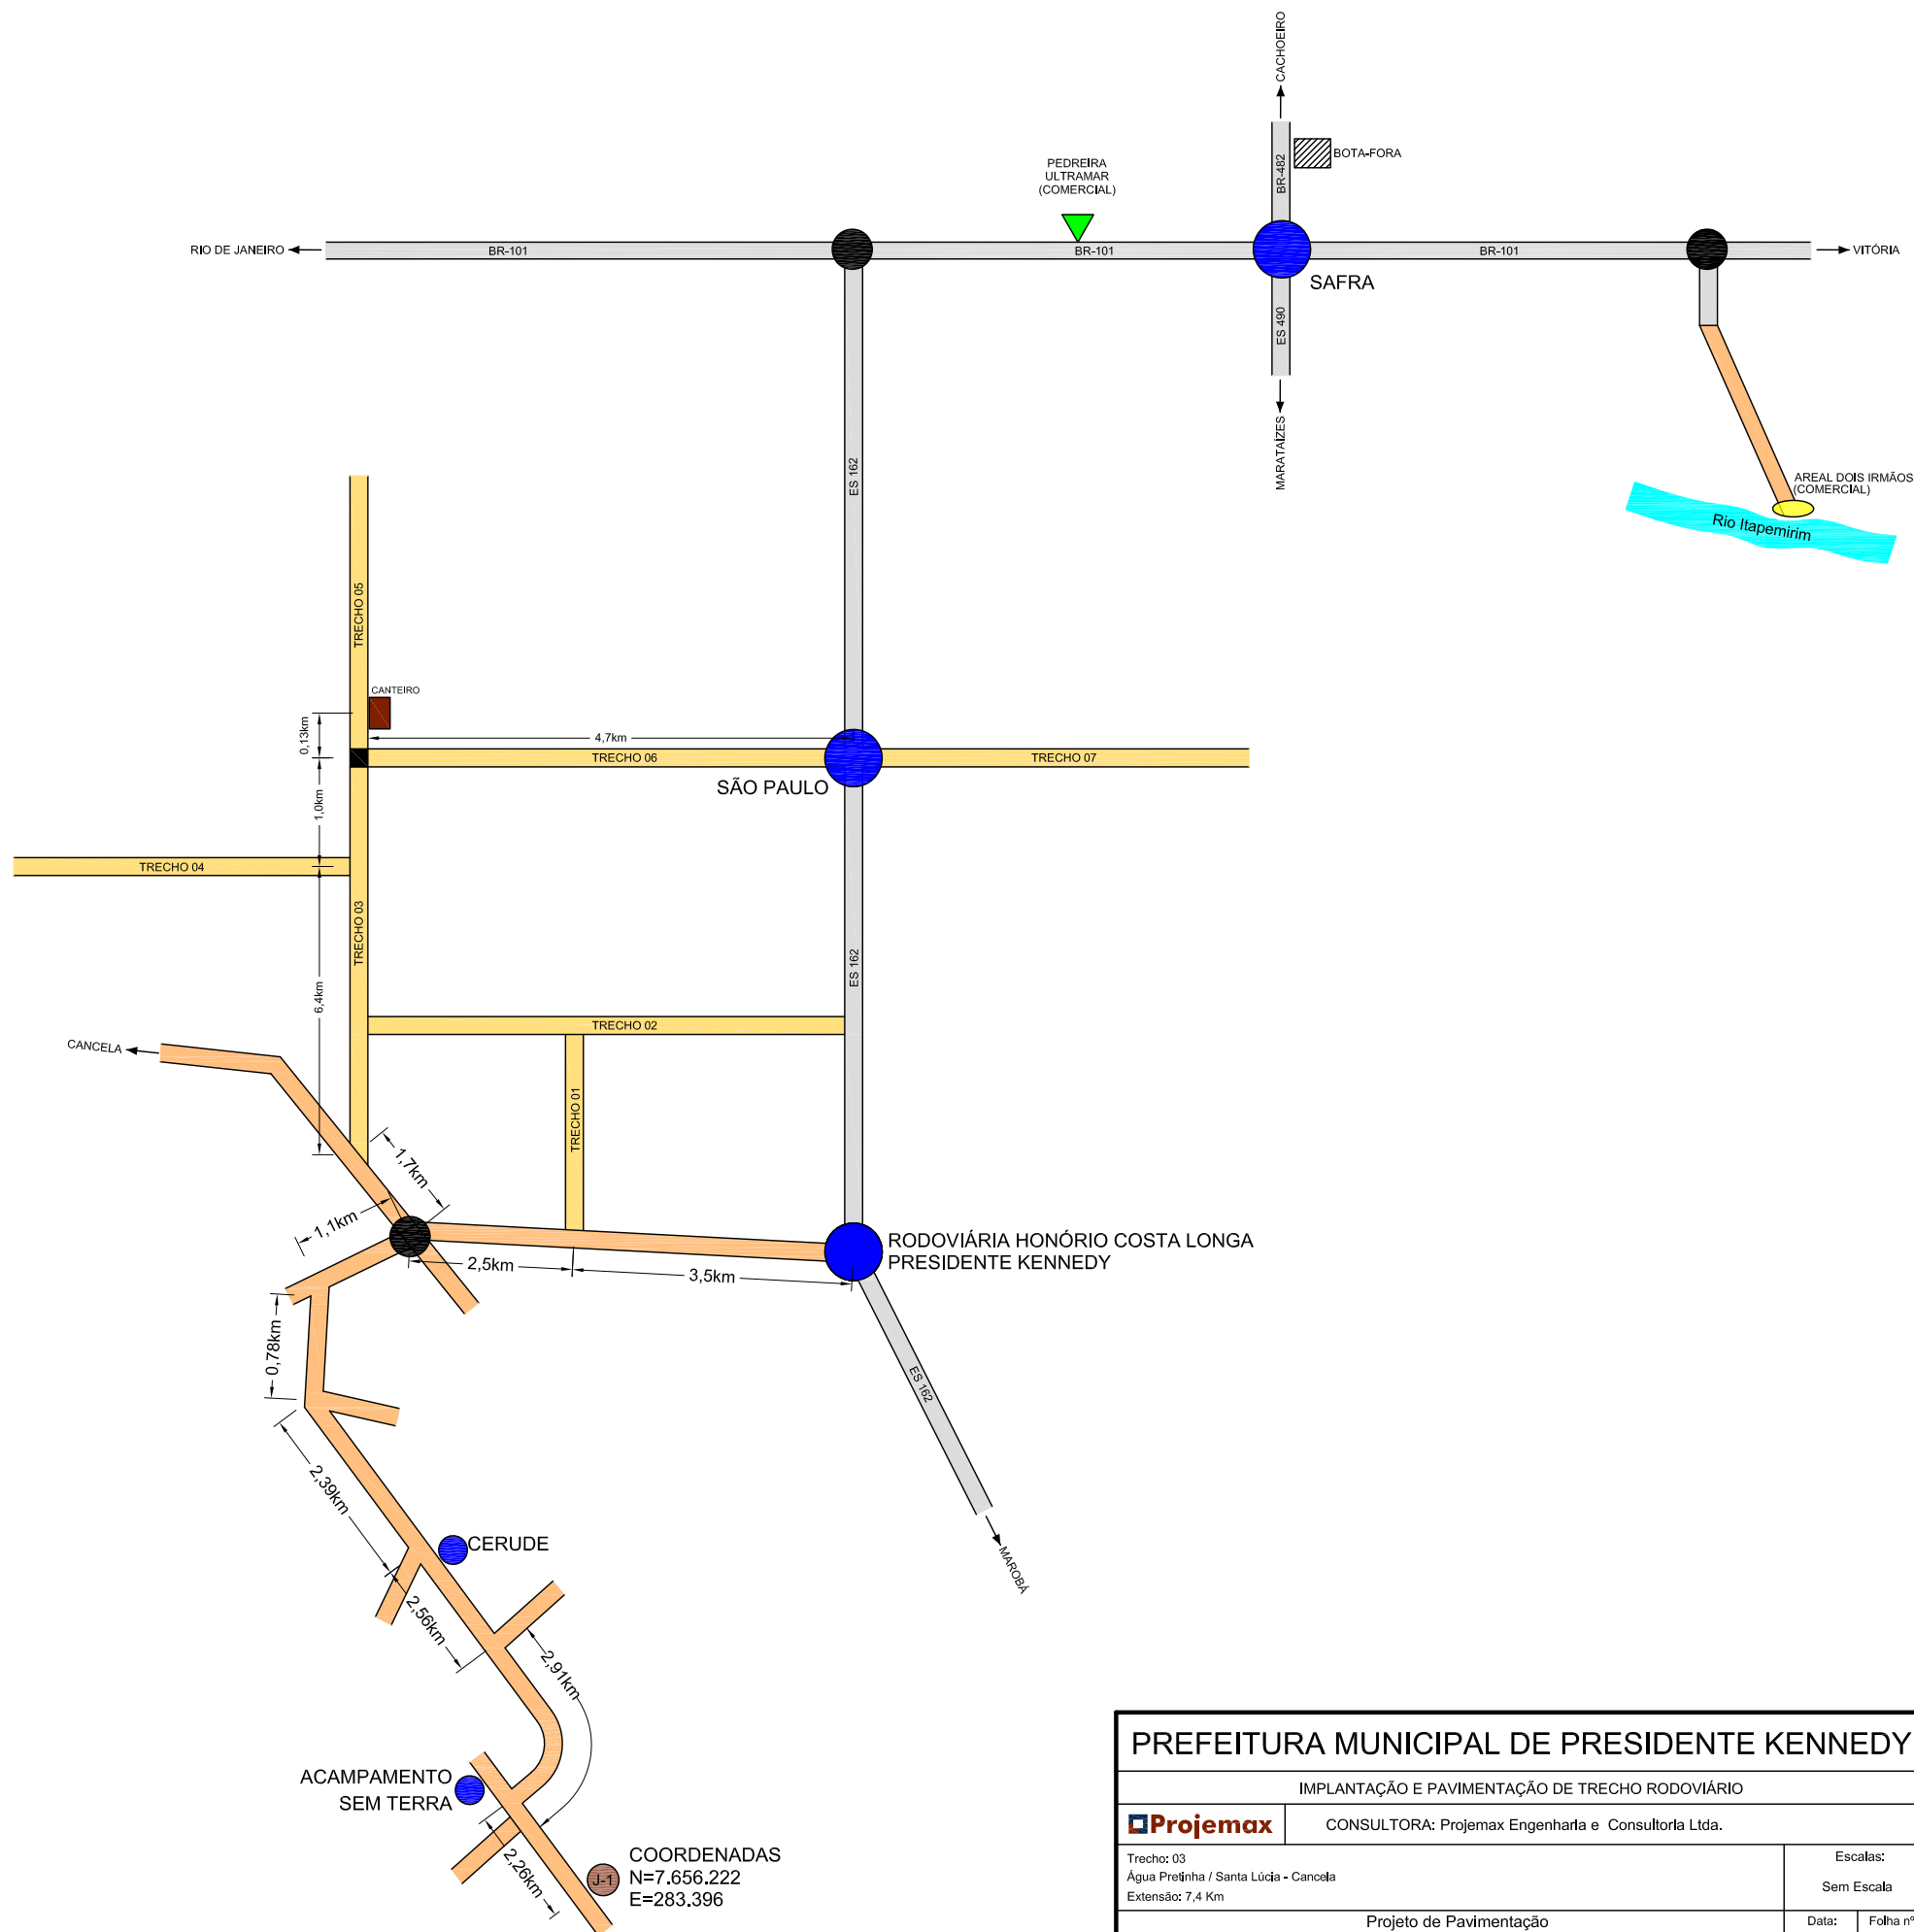 CACHOEIRO
BR-482
BOTA-FORA
PEDREIRA
ULTRAMAR
(COMERCIAL)
RIO DE JANEIRO
BR-101
BR-101
BR-101
VITÓRIA
SAFRA
ES 490
MARATAÍZES
ES 162
AREAL DOIS IRMÃOS
(COMERCIAL)
Rio Itapemirim
TRECHO 05
CANTEIRO
0,13km
4,7km
TRECHO 06
TRECHO 07
SÃO PAULO
1,0km
TRECHO 04
TRECHO 03
ES 162
6,4km
TRECHO 02
CANCELA
TRECHO 01
1,7km
1,1km
RODOVIÁRIA HONÓRIO COSTA LONGA
PRESIDENTE KENNEDY
2,5km
3,5km
0,78km
ES 162
MAROBÁ
2,39km
CERUDE
2,56km
2,91km
ACAMPAMENTO
SEM TERRA
2,26km
J-1
COORDENADAS
N=7.656.222
E=283.396
PREFEITURA MUNICIPAL DE PRESIDENTE KENNEDY
IMPLANTAÇÃO E PAVIMENTAÇÃO DE TRECHO RODOVIÁRIO
Projemax
CONSULTORA: Projemax Engenharia e Consultoria Ltda.
Trecho: 03
Água Pretinha / Santa Lúcia - Cancela
Extensão: 7,4 Km
Escalas:
Sem Escala
Projeto de Pavimentação
Data:
Folha nº